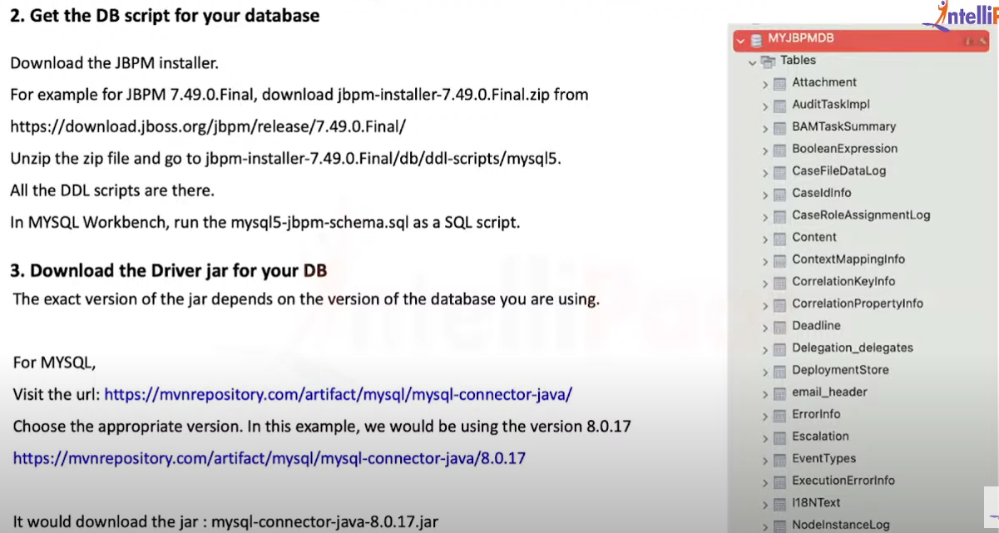 2. Get the DB script for your database
Download the JBPM installer.
For example for JBPM 7.49.0.Final, download jbpm-installer-7.49.0.Final.zip from
https://download.jboss.org/jbpm/release/7.49.0.Final/
Unzip the zip file and go to jbpm-installer-7.49.0.Final/db/ddl-scripts/mysql5.
All the DDL scripts are there.
In MYSQL Workbench, run the mysql5-jbpm-schema.sql as a SQL script.
3. Download the Driver jar for your DB
The exact version of the jar depends on the version of the database you are using.
For MYSQL,
Visit the url: https://mvnrepository.com/artifact/mysql/mysql-connector-java/
Choose the appropriate version. In this example, we would be using the version 8.0.17
https://mvnrepository.com/artifact/mysql/mysql-connector-java/8.0.17
It would download the jar : mysql-connector-java-8.0.17.jar
IntelliP
MYJBPMDB
Tables
Attachment
AuditTaskImpl
BAMTaskSummary
BooleanExpression
CaseFileDataLog
CaseIdInfo
CaseRoleAssignmentLog
Content
ContextMappingInfo
CorrelationKeyInfo
CorrelationPropertyInfo
Deadline
Delegation_delegates
DeploymentStore
email_header
ErrorInfo
Escalation
EventTypes
ExecutionErrorInfo
I18NText
NodeInstanceLog
IntelliPaa